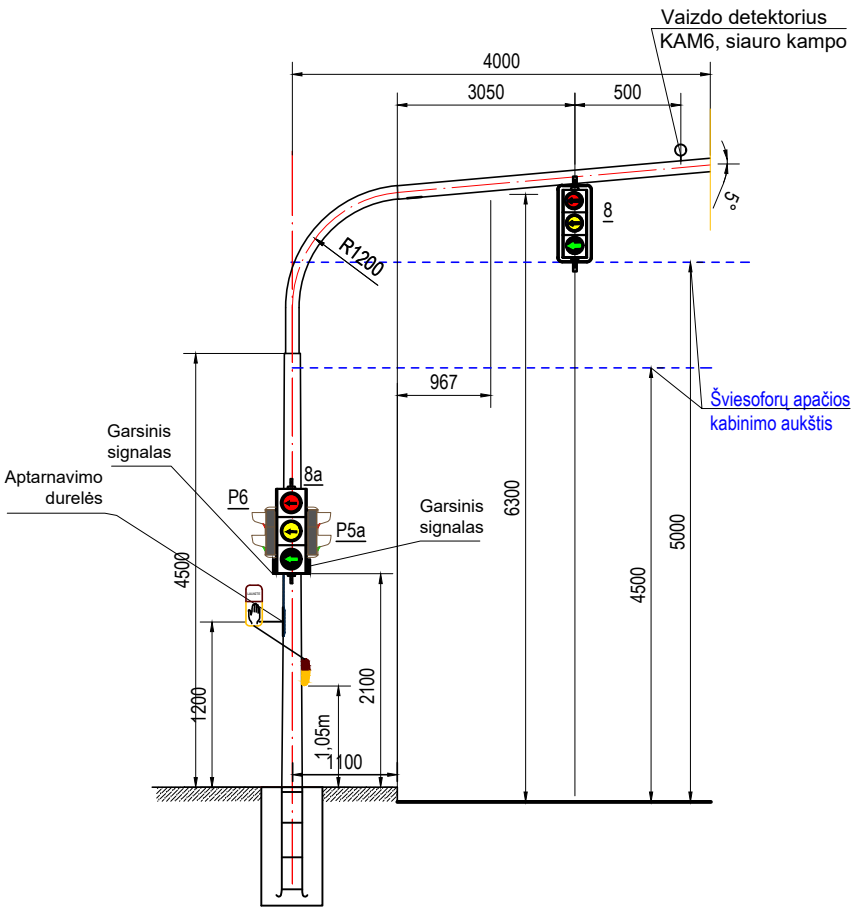 Vaizdo detektorius
KAM6, siauro kampo
4000
3050
500
5°
8
R1200
967
Šviesoforų apačios
kabinimo aukštis
Garsinis
signalas
8a
Aptarnavimo
durelės
P6
Garsinis
signalas
P5a
6300
5000
4500
4500
2100
1200
1,05m
1100